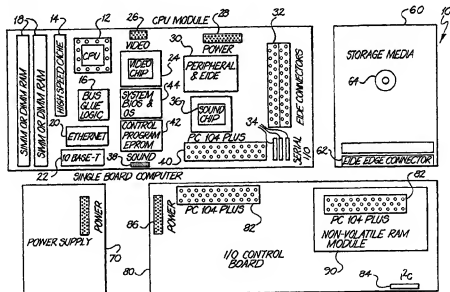 18
14
12
CPU MODULE
26
28
32
60
10
SIMM OR DIMM RAM
SIMM OR DIMM RAM
HIGH SPEED CACHE
CPU
VIDEO
24
POWER
30
VIDEO CHIP
PERIPHERAL & EIDE
EIDE CONNECTORS
STORAGE MEDIA
64
16
BUS GLUE LOGIC
44
SYSTEM BIOS & OS
36
SOUND CHIP
34
20
ETHERNET
CONTROL PROGRAM EPROM
42
PC 104 PLUS
SERIAL I/O
10 BASE-T
38
SOUND
40
62
EIDE EDGE CONNECTOR
22
SINGLE BOARD COMPUTER
82
POWER
POWER SUPPLY
70
86
POWER
PC 104 PLUS
82
PC 104 PLUS
NON-VOLATILE RAM MODULE
80
I/O CONTROL BOARD
90
84
I²C